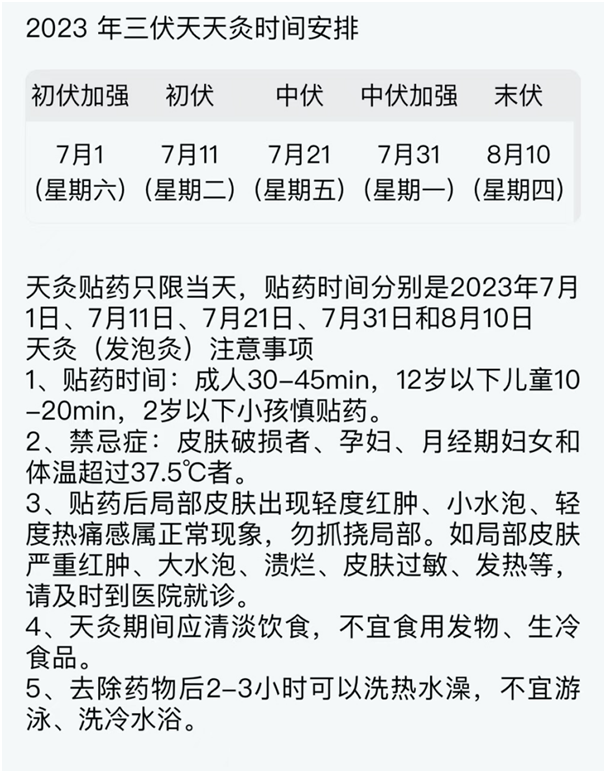 2023 年三伏天天灸时间安排
初伏加强 初伏 中伏 中伏加强 末伏
7月1 7月11 7月21 7月31 8月10
(星期六) (星期二) (星期五) (星期一) (星期四)
天灸贴药只限当天，贴药时间分别是2023年7月
1日、7月11日、7月21日、7月31日和8月10日
天灸（发泡灸）注意事项
1、贴药时间：成人30-45min，12岁以下儿童10
-20min，2岁以下小孩慎贴药。
2、禁忌症：皮肤破损者、孕妇、月经期妇女和
体温超过37.5℃者。
3、贴药后局部皮肤出现轻度红肿、小水泡、轻
度热痛感属正常现象，勿抓挠局部。如局部皮肤
严重红肿、大水泡、溃烂、皮肤过敏、发热等，
请及时到医院就诊。
4、天灸期间应清淡饮食，不宜食用发物、生冷
食品。
5、去除药物后2-3小时可以洗热水澡，不宜游
泳、洗冷水浴。